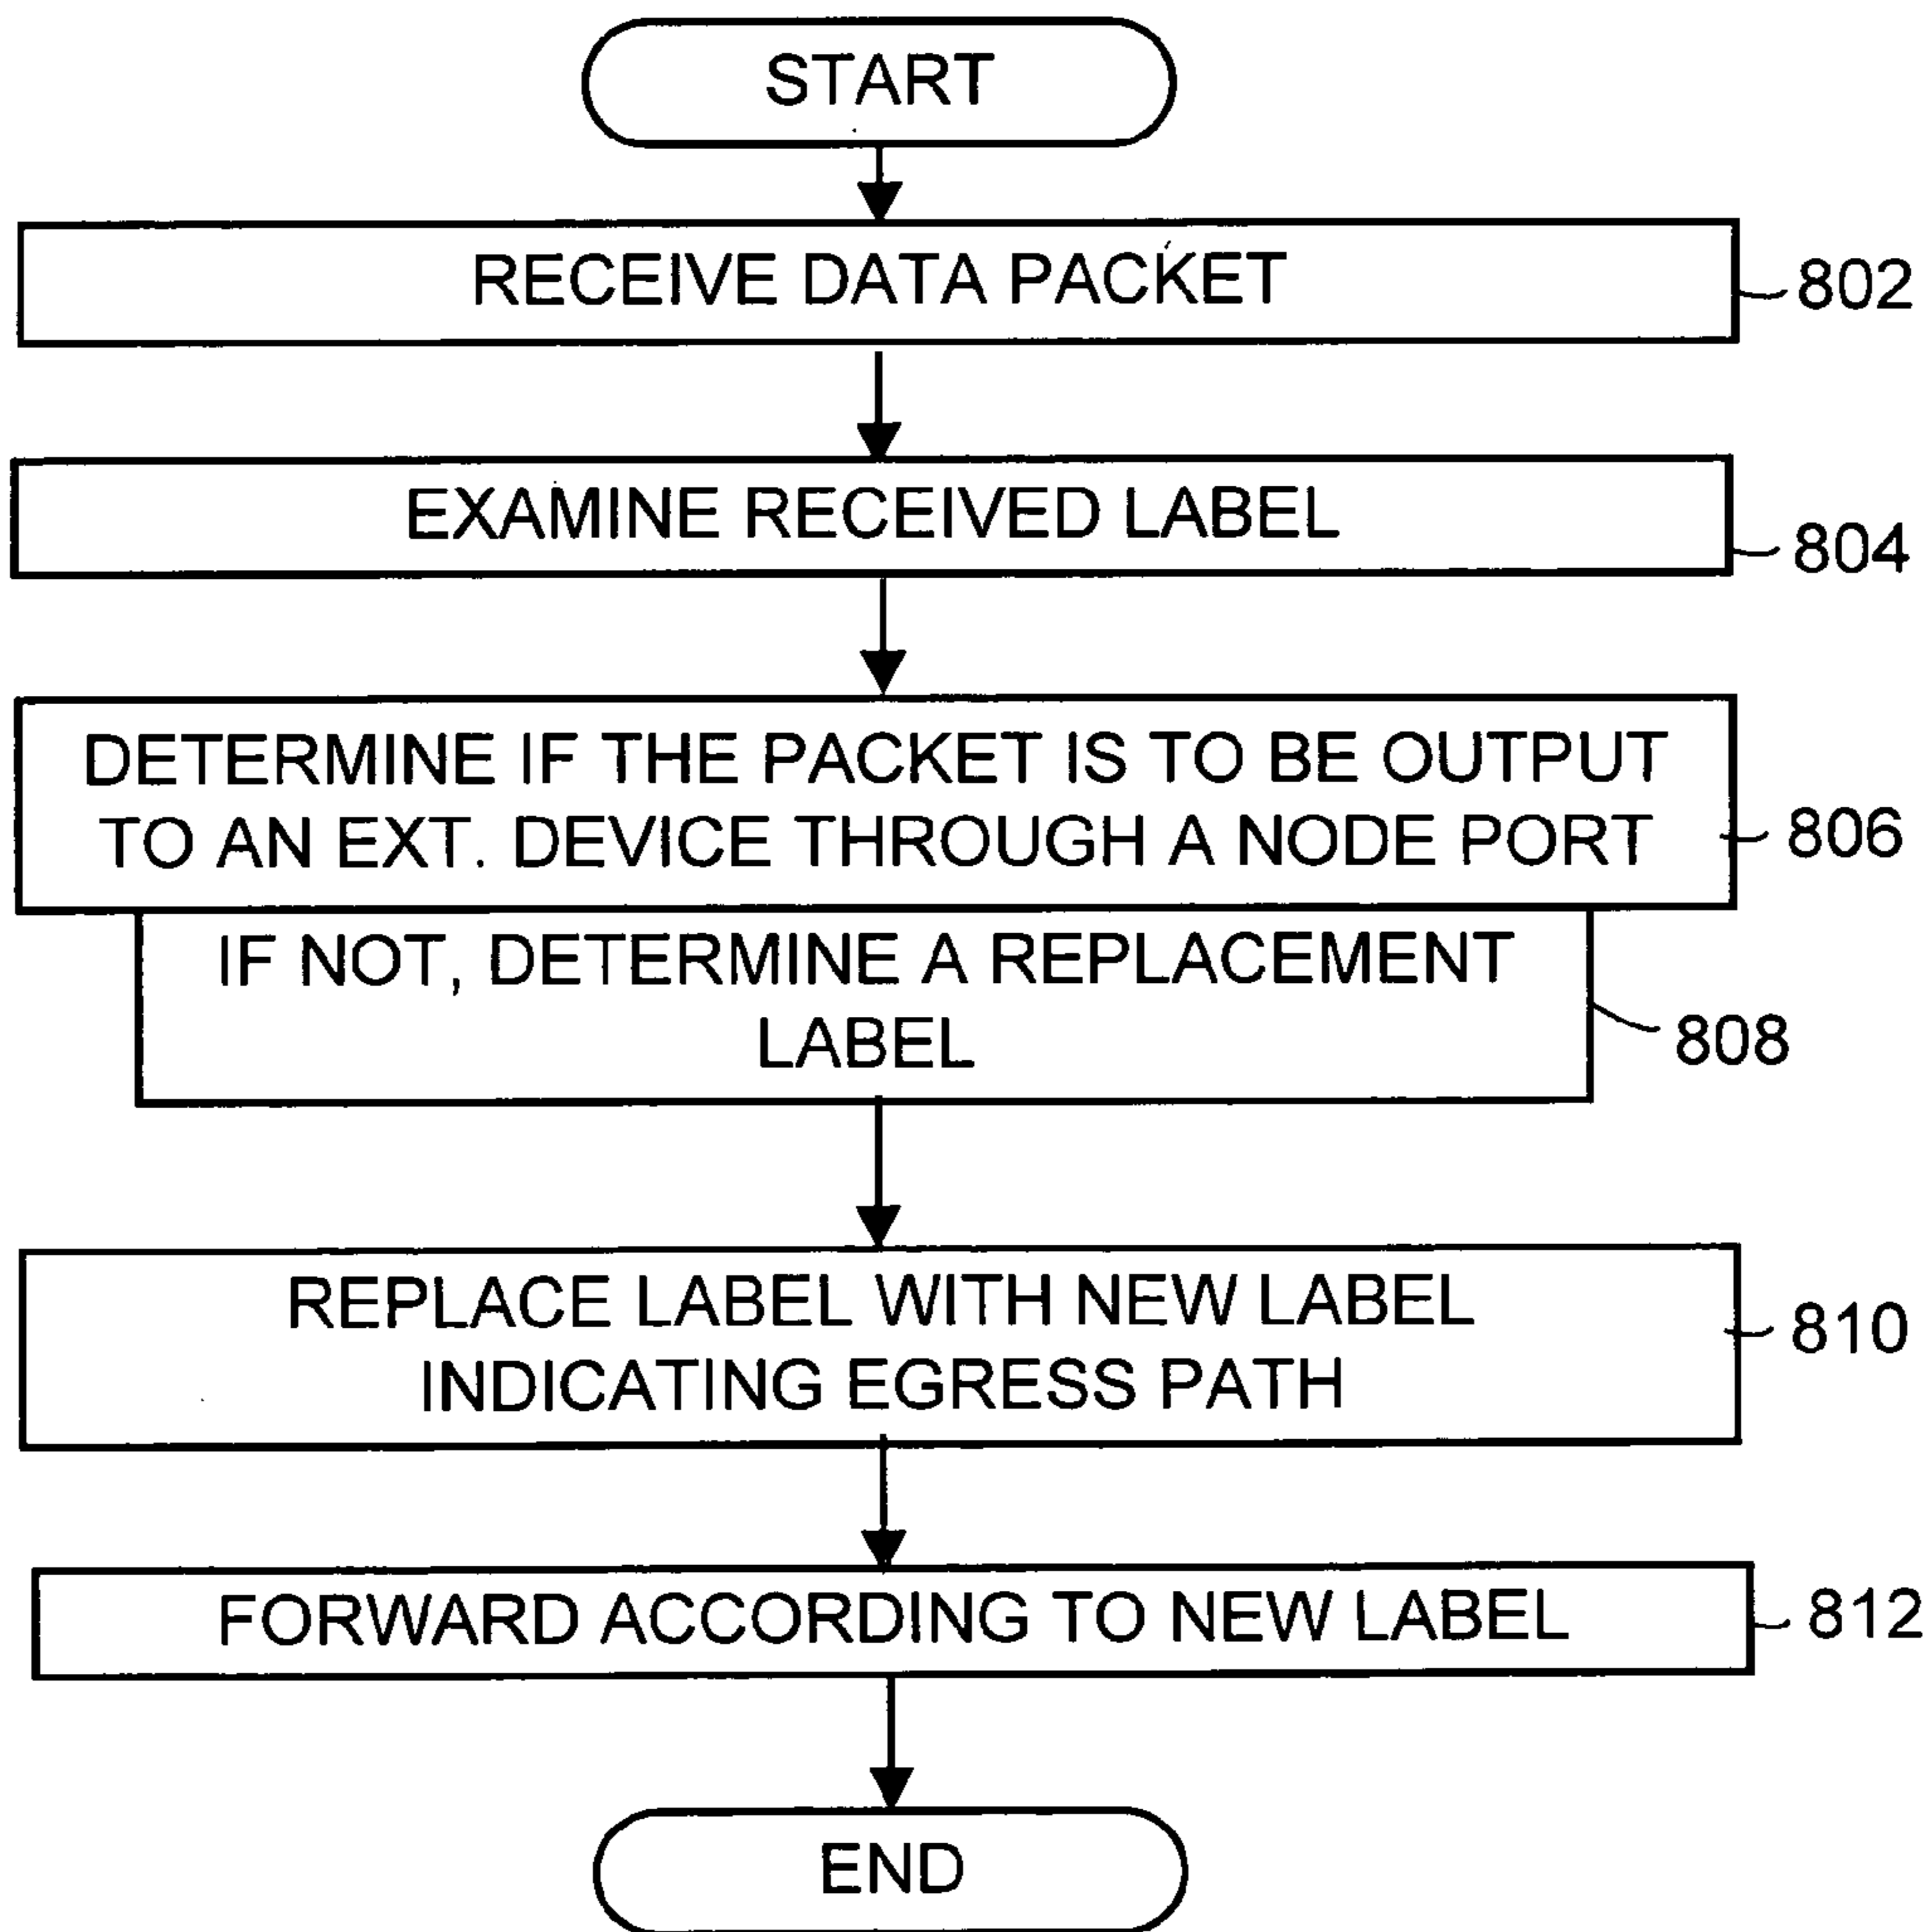 START
RECEIVE DATA PACKET
802
EXAMINE RECEIVED LABEL
804
DETERMINE IF THE PACKET IS TO BE OUTPUT
TO AN EXT. DEVICE THROUGH A NODE PORT
806
IF NOT, DETERMINE A REPLACEMENT
LABEL
808
REPLACE LABEL WITH NEW LABEL
INDICATING EGRESS PATH
810
FORWARD ACCORDING TO NEW LABEL
812
END